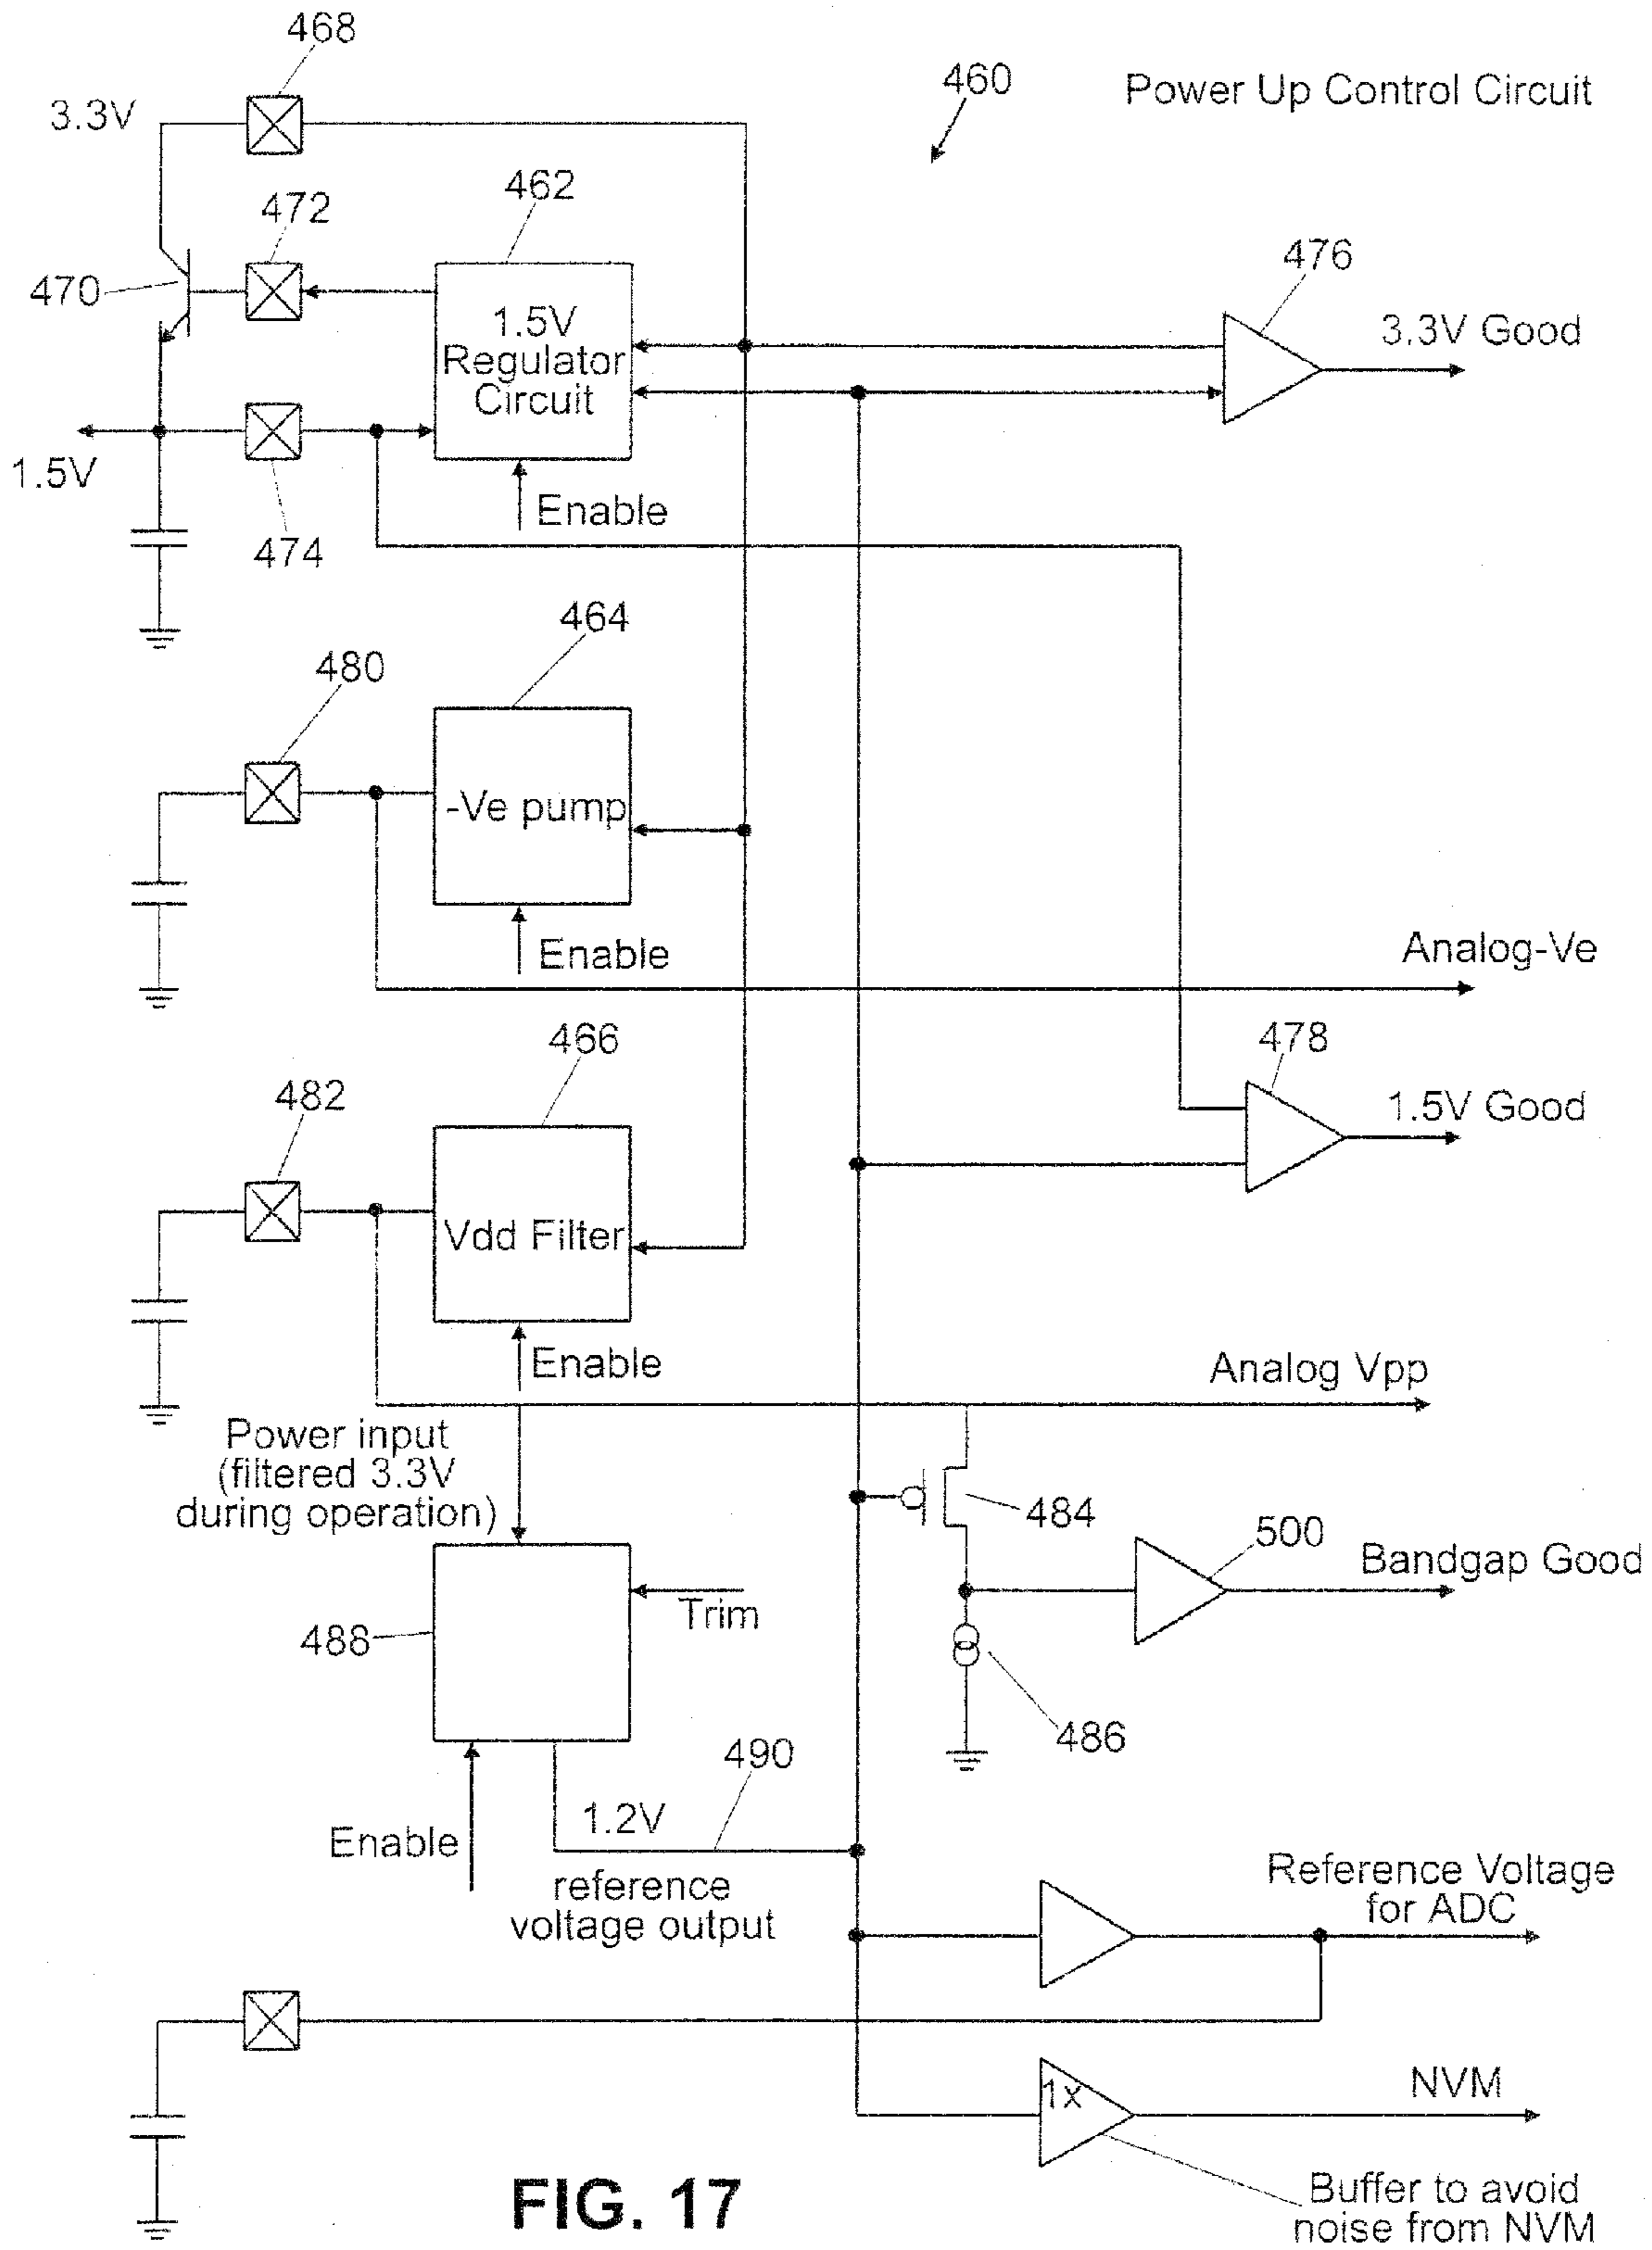 468
460
Power Up Control Circuit
3.3V
462
472
476
470
1.5V
Regulator
Circuit
3.3V Good
1.5V
Enable
474
464
480
-Ve pump
Enable
Analog-Ve
466
478
482
1.5V Good
Vdd Filter
Enable
Analog Vpp
Power input
(filtered 3.3V
during operation)
484
500
Bandgap Good
Trim
488
486
490
1.2V
Enable
reference
voltage output
Reference Voltage
for ADC
NVM
1x
FIG. 17
Buffer to avoid
noise from NVM